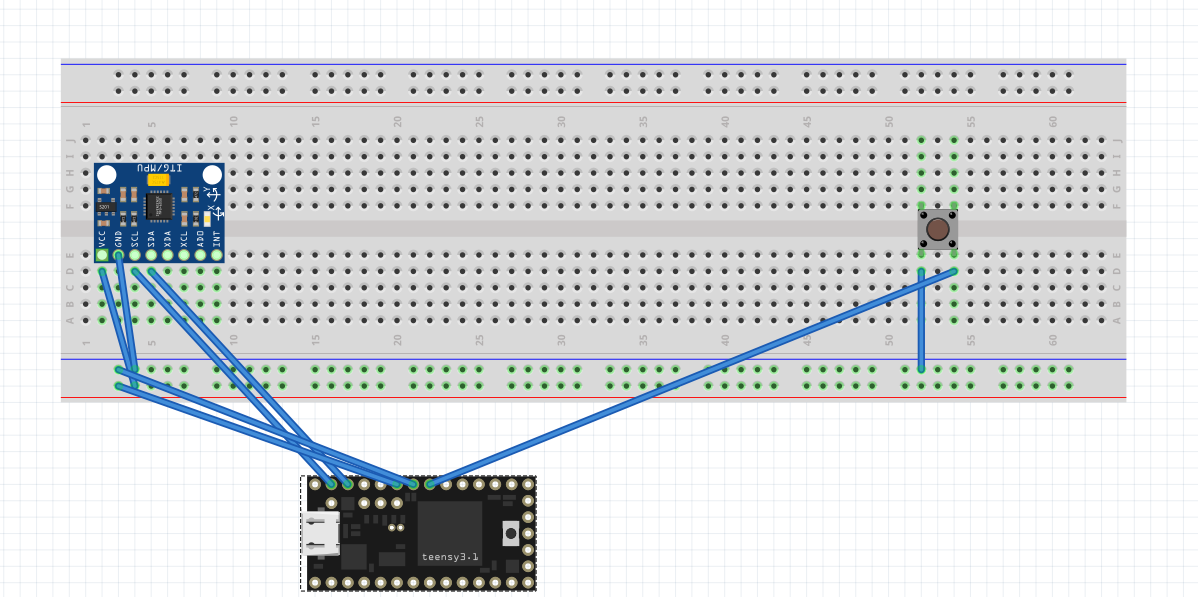 1 5 10 15 20 25 30 35 40 45 50 55 60
J J
I I
H H
G G
F F
ITG/MPU
Y
X
5201
VCC GND SCL SDA XDA XCL ADO INT
E E
D D
C C
B B
A A
1 5 10 15 20 25 30 35 40 45 50 55 60
teensy3.1